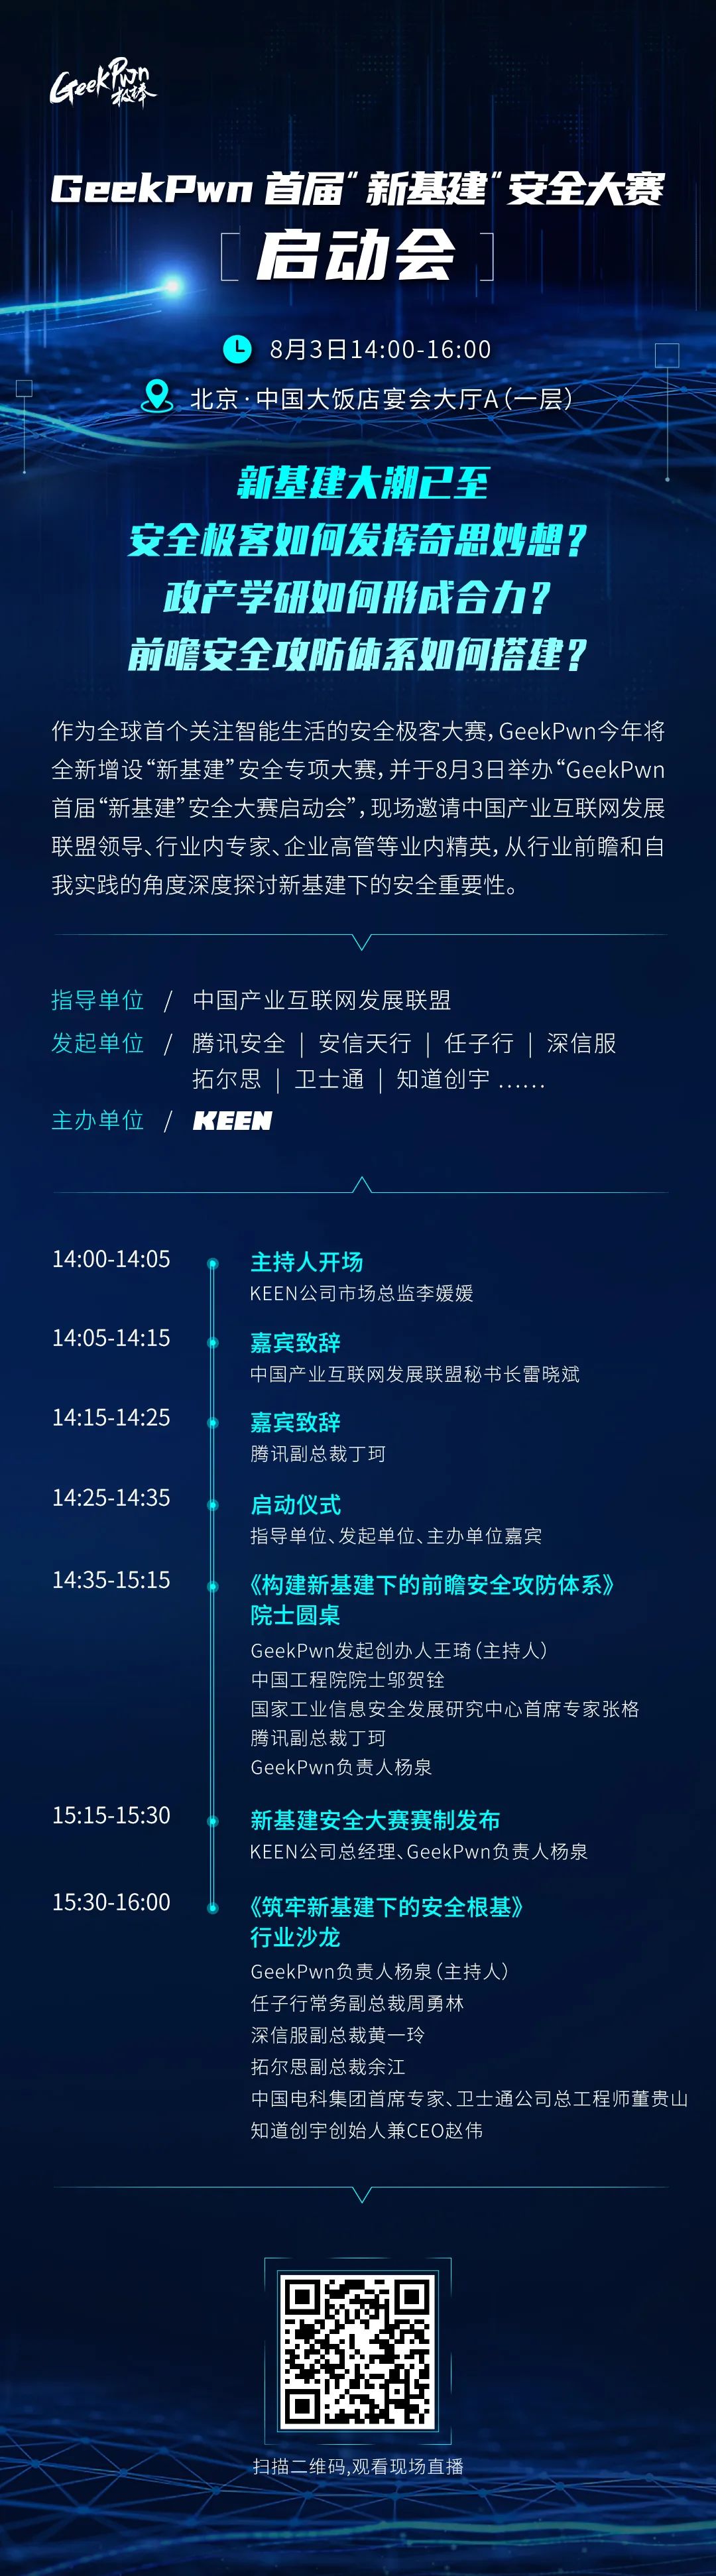 GeekPwn
极棒
GeekPwn 首届“新基建“安全大赛
启动会
8月3日14:00-16:00
北京·中国大饭店宴会大厅A（一层）
新基建大潮已至
安全极客如何发挥奇思妙想？
政产学研如何形成合力？
前瞻安全攻防体系如何搭建？
作为全球首个关注智能生活的安全极客大赛，GeekPwn今年将
全新增设“新基建”安全专项大赛，并于8月3日举办“GeekPwn
首届“新基建”安全大赛启动会”，现场邀请中国产业互联网发展
联盟领导、行业内专家、企业高管等业内精英，从行业前瞻和自
我实践的角度深度探讨新基建下的安全重要性。
指导单位 / 中国产业互联网发展联盟
发起单位 / 腾讯安全 | 安信天行 | 任子行 | 深信服
拓尔思 | 卫士通 | 知道创宇 ......
主办单位 / KEEN
14:00-14:05 主持人开场
KEEN公司市场总监李媛媛
14:05-14:15 嘉宾致辞
中国产业互联网发展联盟秘书长雷晓斌
14:15-14:25 嘉宾致辞
腾讯副总裁丁珂
14:25-14:35 启动仪式
指导单位、发起单位、主办单位嘉宾
14:35-15:15 《构建新基建下的前瞻安全攻防体系》
院士圆桌
GeekPwn发起创办人王琦（主持人）
中国工程院院士邬贺铨
国家工业信息安全发展研究中心首席专家张格
腾讯副总裁丁珂
GeekPwn负责人杨泉
15:15-15:30 新基建安全大赛赛制发布
KEEN公司总经理、GeekPwn负责人杨泉
15:30-16:00 《筑牢新基建下的安全根基》
行业沙龙
GeekPwn负责人杨泉（主持人）
任子行常务副总裁周勇林
深信服副总裁黄一玲
拓尔思副总裁余江
中国电科集团首席专家、卫士通公司总工程师董贵山
知道创宇创始人兼CEO赵伟
扫描二维码,观看现场直播